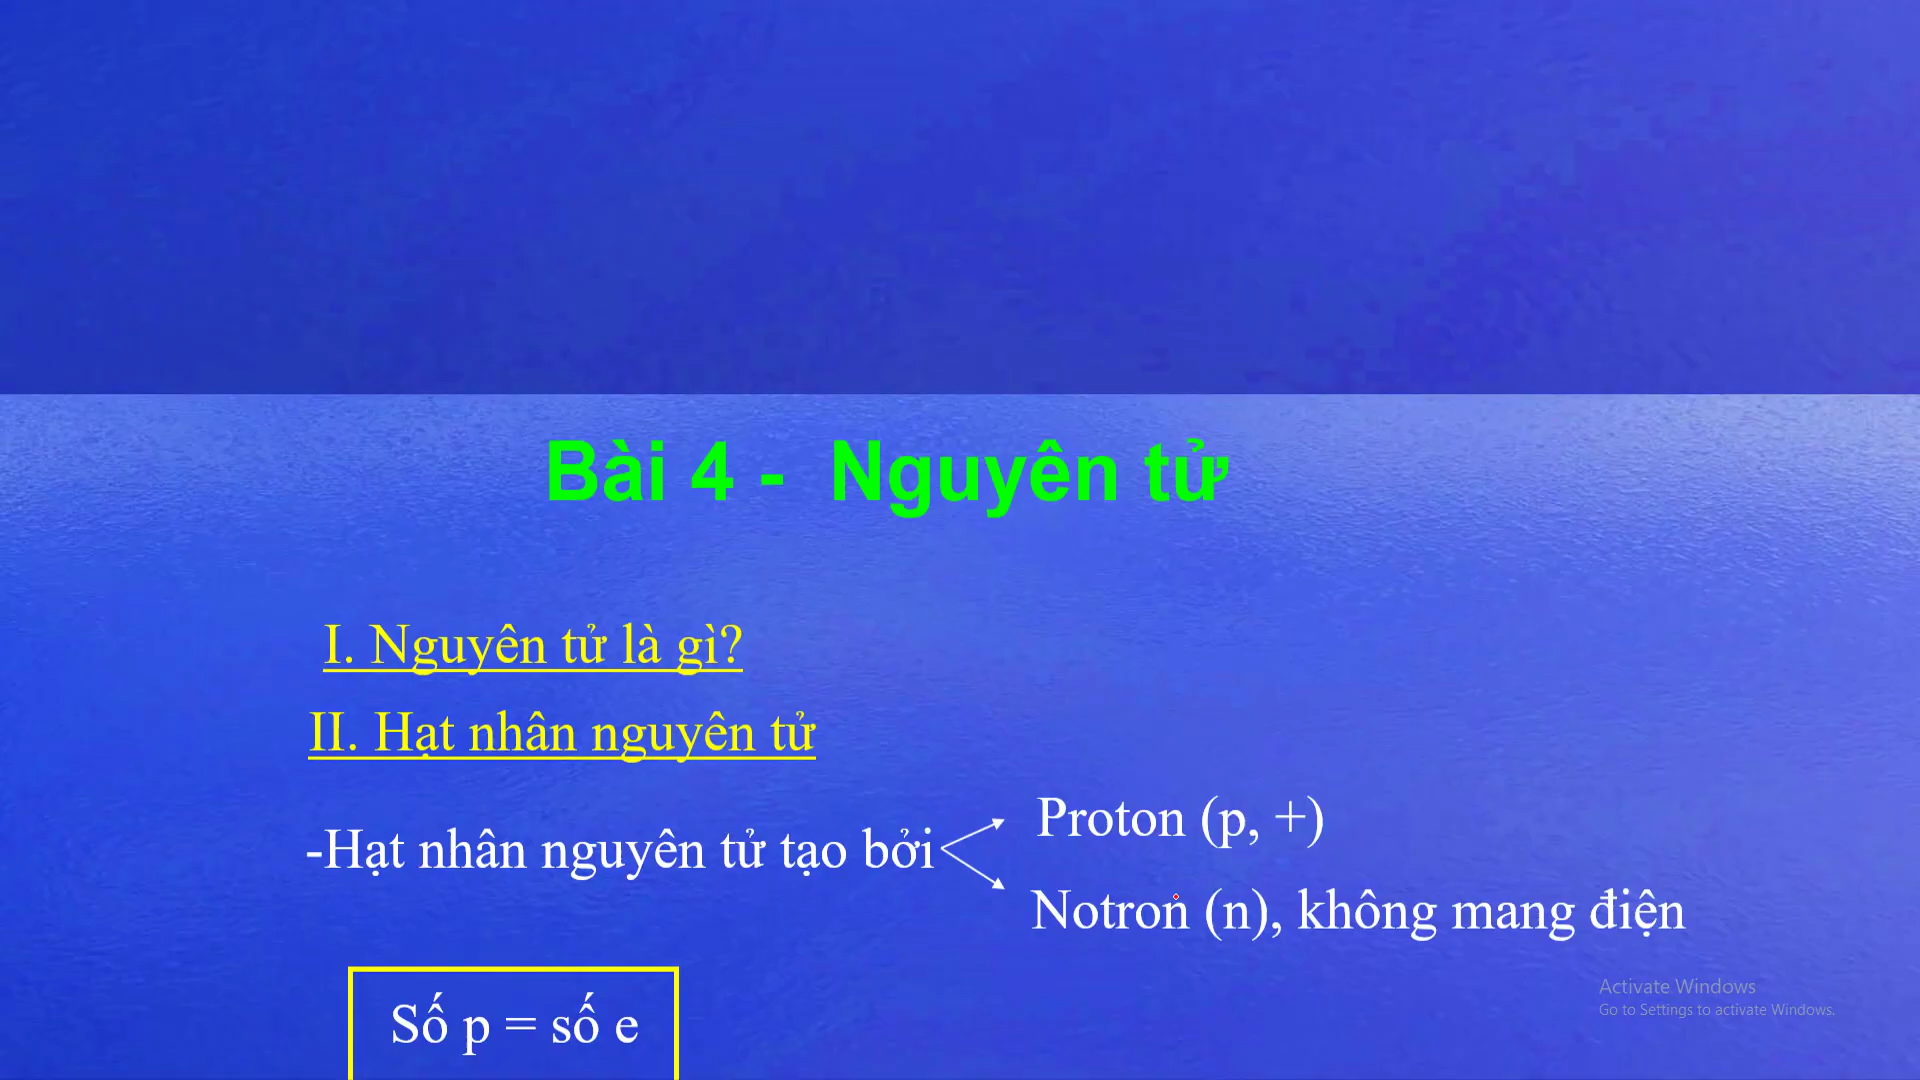 Bài 4 - Nguyên tử
I. Nguyên tử là gì?
II. Hạt nhân nguyên tử
-Hạt nhân nguyên tử tạo bởi
Proton (p, +)
Notron (n), không mang điện
Số p = số e
Activate Windows
Go to Settings to activate Windows.